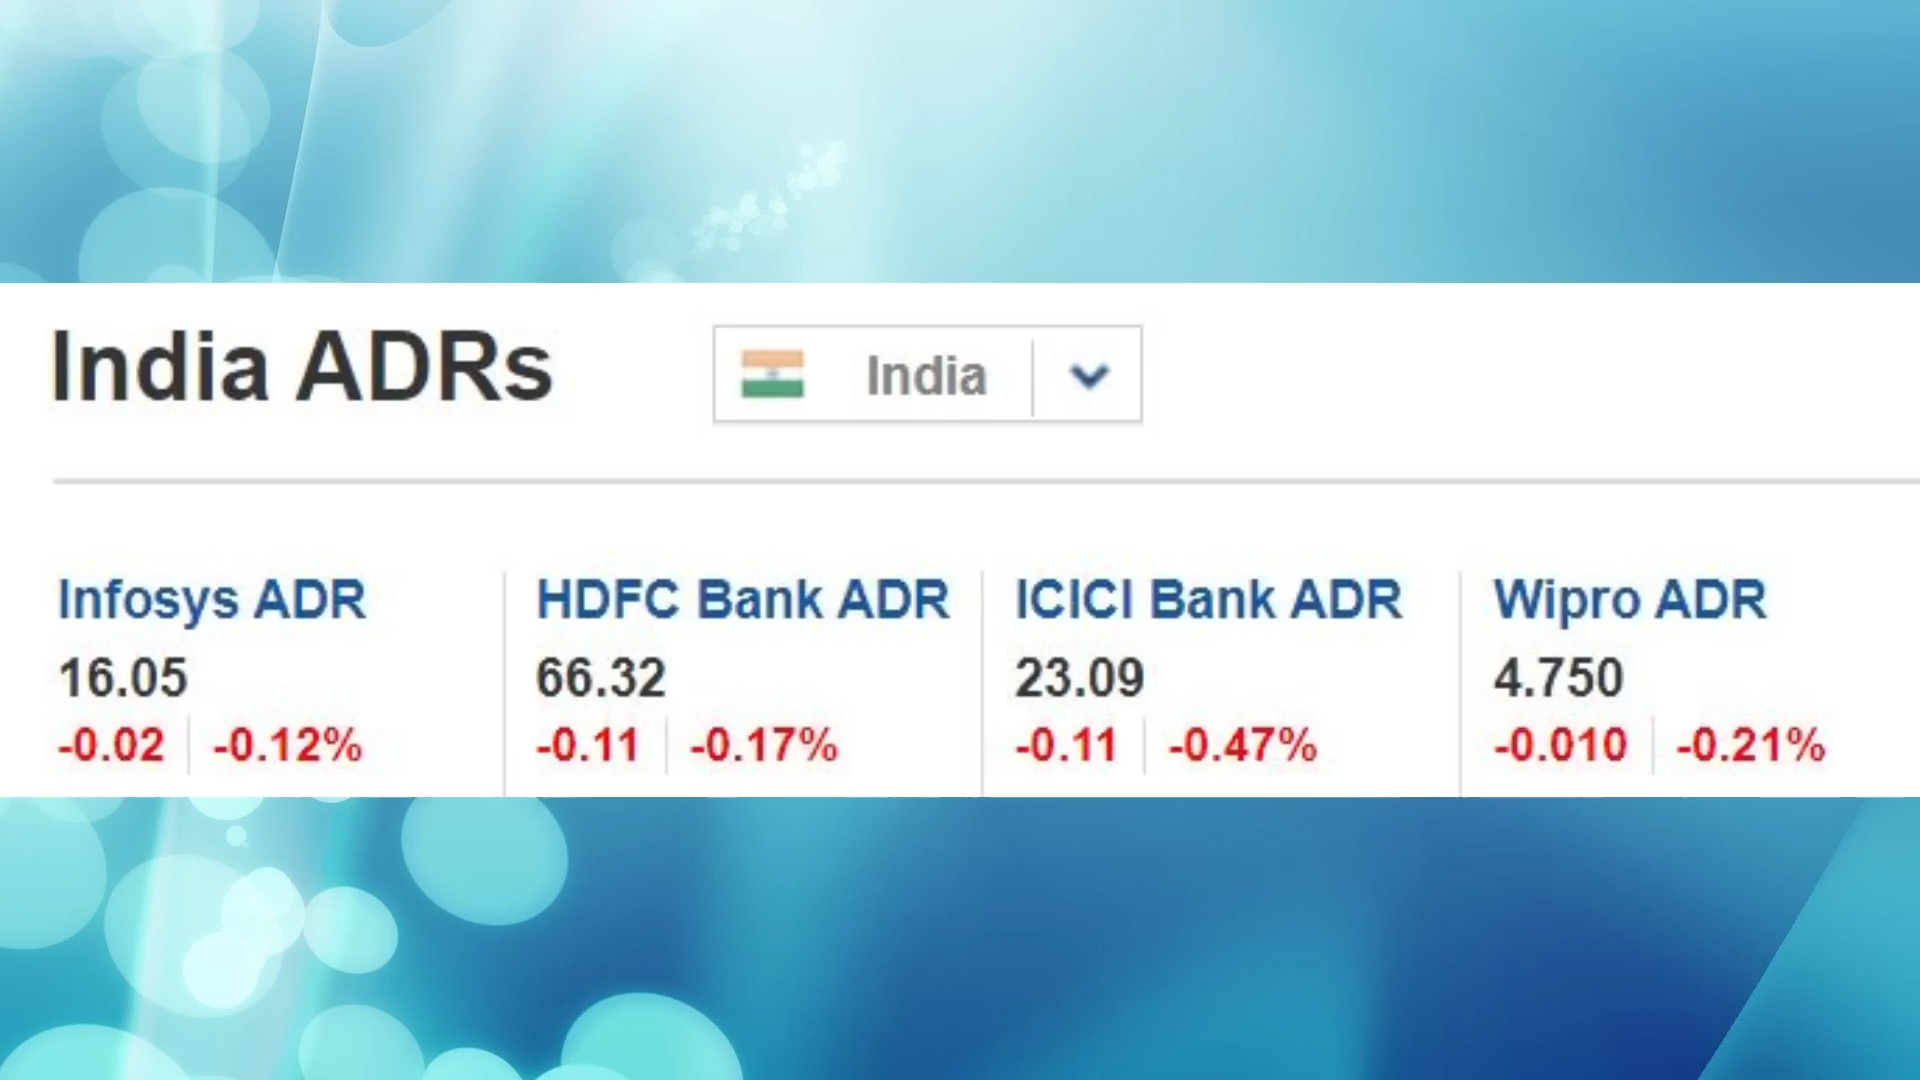 India ADRs
India
Infosys ADR
16.05
-0.02 -0.12%
HDFC Bank ADR
66.32
-0.11 -0.17%
ICICI Bank ADR
23.09
-0.11 -0.47%
Wipro ADR
4.750
-0.010 -0.21%